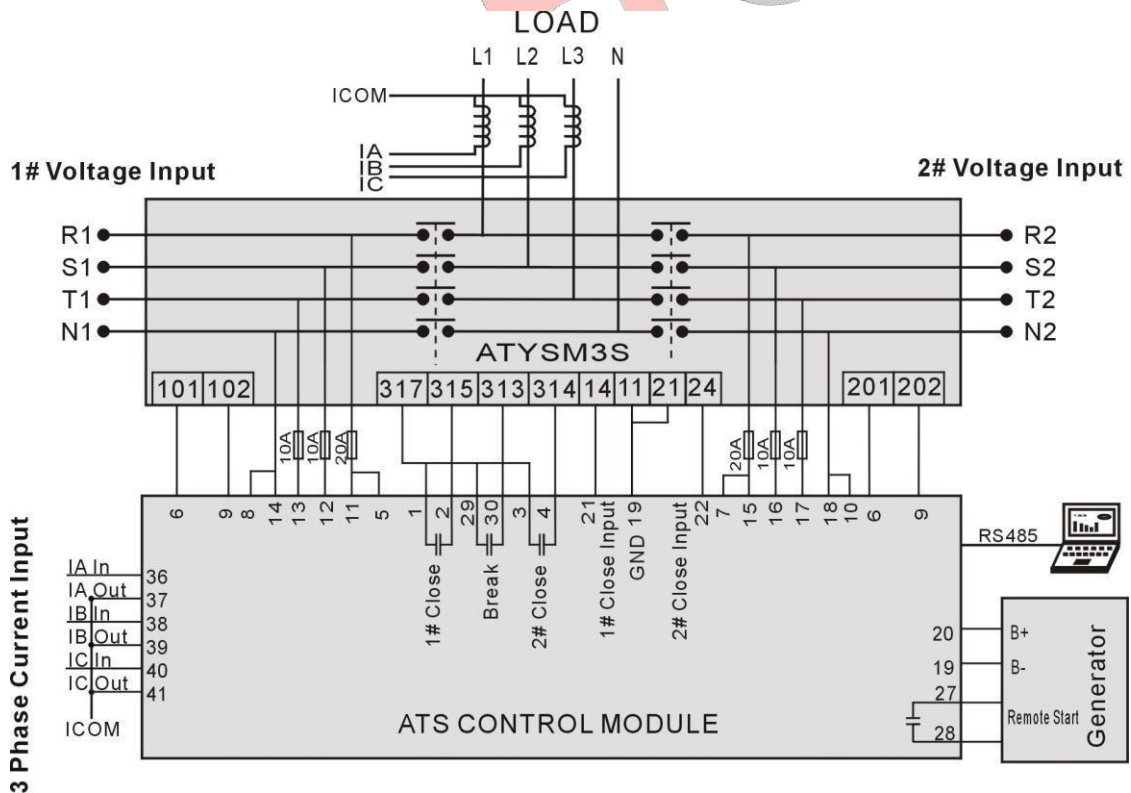 LOAD
L1 L2 L3 N
ICOM
IA
IB
IC
1# Voltage Input
2# Voltage Input
R1
S1
T1
N1
R2
S2
T2
N2
ATYSM3S
101 102 317 315 313 314 14 11 21 24 201 202
10A 10A 20A 20A 10A 10A
6 9 8 14 13 12 11 5 1 2 29 30 3 4 21 19 22 7 15 16 17 18 10 6 9
1# Close
Break
2# Close
1# Close Input
GND
2# Close Input
RS485
3 Phase Current Input
IA In 36
IA Out 37
IB In 38
IB Out 39
IC In 40
IC Out 41
ICOM
ATS CONTROL MODULE
20 B+
19 B-
27
Remote Start
28
Generator